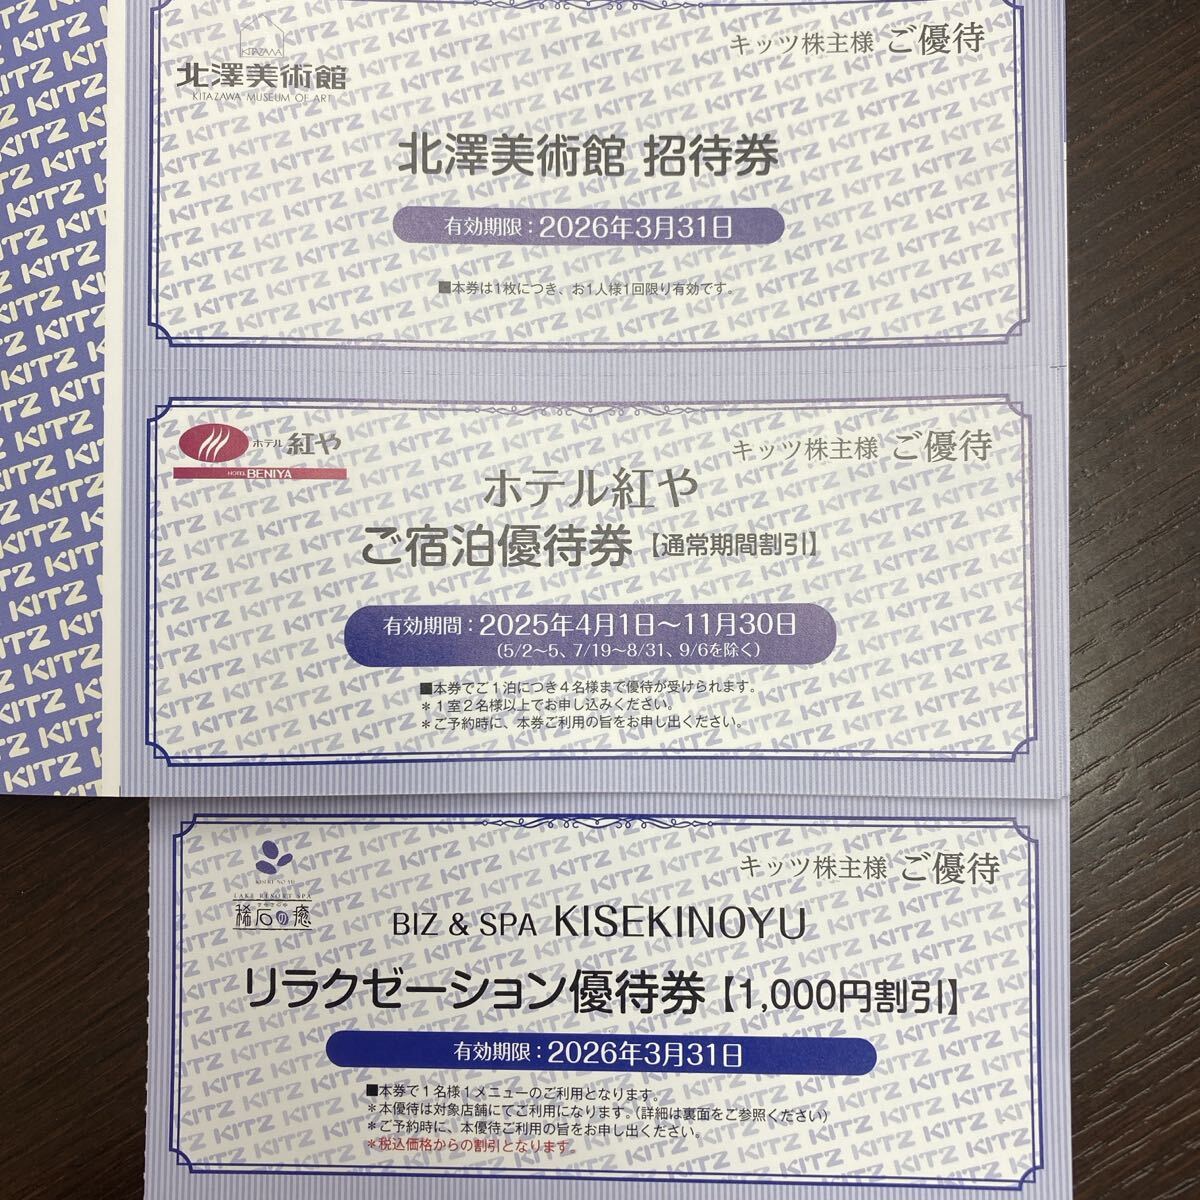 KITAZAWA
北澤美術館
KITAZAWA MUSEUM OF ART
キッツ株主様 ご優待
北澤美術館 招待券
有効期限：2026年3月31日
■本券は1枚につき、お1人様1回限り有効です。
ホテル 紅や
HOTEL BENIYA
キッツ株主様 ご優待
ホテル紅や
ご宿泊優待券【通常期間割引】
有効期間：2025年4月1日〜11月30日
（5/2〜5、7/19〜8/31、9/6を除く）
■本券でご1泊につき4名様まで優待が受けられます。
＊1室2名様以上でお申し込みください。
＊ご予約時に、本券ご利用の旨をお申し出ください。
LAKE RESORT SPA
稀石の癒
キッツ株主様 ご優待
BIZ & SPA KISEKINOYU
リラクゼーション優待券【1,000円割引】
有効期限：2026年3月31日
■本券で1名様1メニューのご利用となります。
＊本優待は対象店舗にてご利用になります。（詳細は裏面をご参照ください）
＊ご予約時に、本優待ご利用の旨をお申し出ください。
＊税込価格からの割引となります。